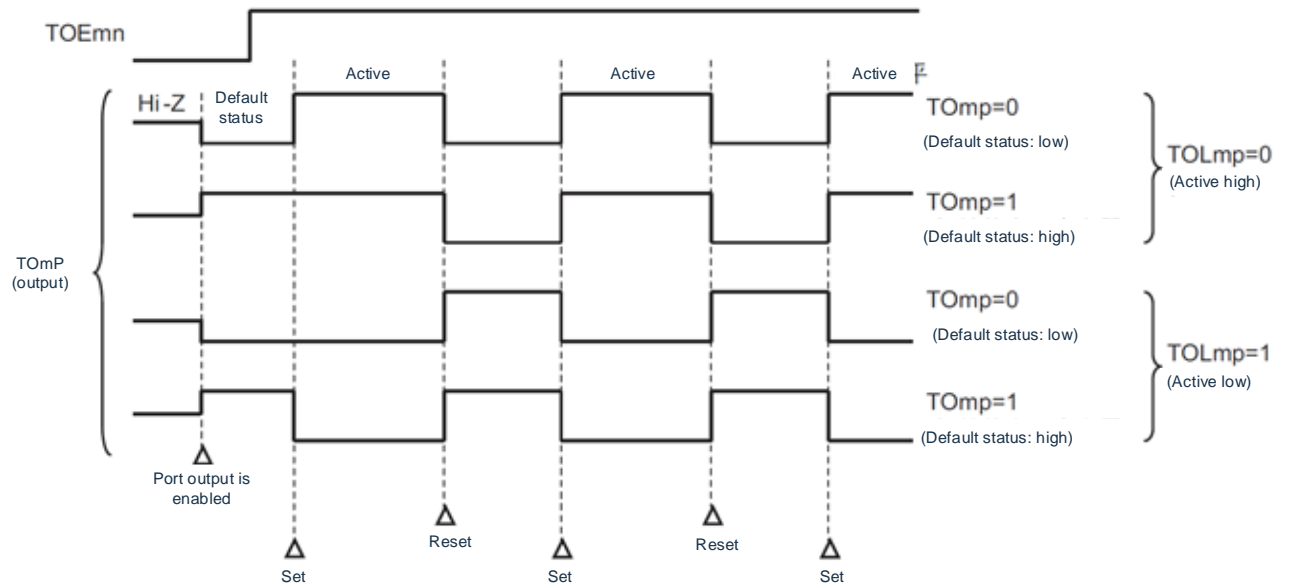 TOEmn
Active
Active
Active 平
Hi-Z
Default
status
TOmp=0
(Default status: low)
TOLmp=0
(Active high)
TOmp=1
(Default status: high)
TOmP
(output)
TOmp=0
(Default status: low)
TOLmp=1
(Active low)
TOmp=1
(Default status: high)
Port output is
enabled
Reset
Reset
Set
Set
Set